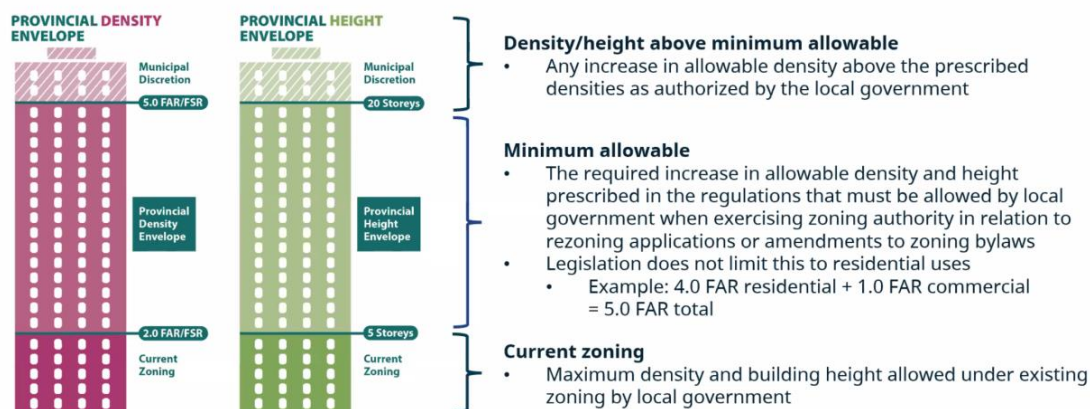 PROVINCIAL DENSITY
ENVELOPE
Municipal
Discretion
5.0 FAR/FSR
Provincial
Density
Envelope
2.0 FAR/FSR
Current
Zoning
PROVINCIAL HEIGHT
ENVELOPE
Municipal
Discretion
20 Storeys
Provincial
Height
Envelope
5 Storeys
Current
Zoning
Density/height above minimum allowable
• Any increase in allowable density above the prescribed
densities as authorized by the local government
Minimum allowable
• The required increase in allowable density and height
prescribed in the regulations that must be allowed by local
government when exercising zoning authority in relation to
rezoning applications or amendments to zoning bylaws
• Legislation does not limit this to residential uses
• Example: 4.0 FAR residential + 1.0 FAR commercial
= 5.0 FAR total
Current zoning
• Maximum density and building height allowed under existing
zoning by local government